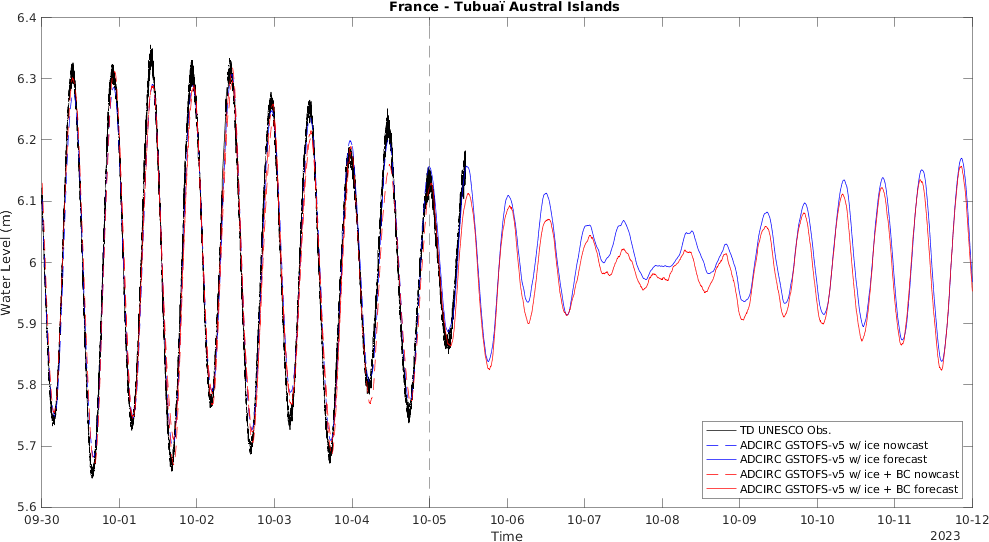 France - Tubuaï Austral Islands
6.4
6.3
6.2
6.1
6
5.9
5.8
5.7
5.6
Water Level (m)
TD UNESCO Obs.
ADCIRC GSTOFS-v5 w/ ice nowcast
ADCIRC GSTOFS-v5 w/ ice forecast
ADCIRC GSTOFS-v5 w/ ice + BC nowcast
ADCIRC GSTOFS-v5 w/ ice + BC forecast
09-30 10-01 10-02 10-03 10-04 10-05 10-06 10-07 10-08 10-09 10-10 10-11 10-12
Time
2023